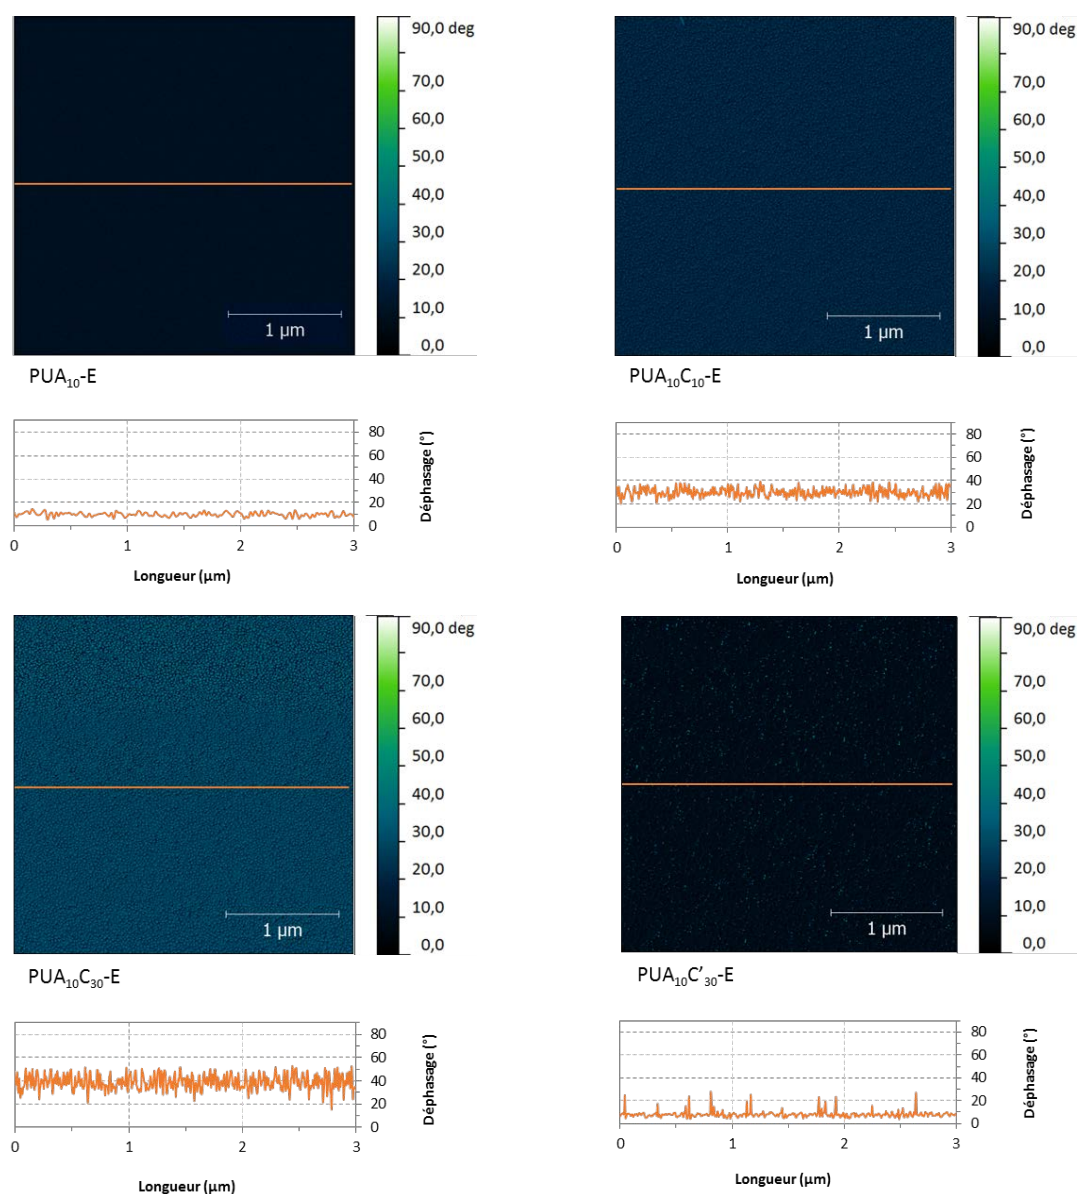 90,0 deg
70,0
60,0
50,0
40,0
30,0
20,0
10,0
0,0
1 µm
PUA₁₀-E
80
60
40
20
0
Déphasage (°)
0 1 2 3
Longueur (µm)
90,0 deg
70,0
60,0
50,0
40,0
30,0
20,0
10,0
0,0
1 µm
PUA₁₀C₁₀-E
80
60
40
20
0
Déphasage (°)
0 1 2 3
Longueur (µm)
90,0 deg
70,0
60,0
50,0
40,0
30,0
20,0
10,0
0,0
1 µm
PUA₁₀C₃₀-E
80
60
40
20
0
Déphasage (°)
0 1 2 3
Longueur (µm)
90,0 deg
70,0
60,0
50,0
40,0
30,0
20,0
10,0
0,0
1 µm
PUA₁₀C’₃₀-E
80
60
40
20
0
Déphasage (°)
0 1 2 3
Longueur (µm)